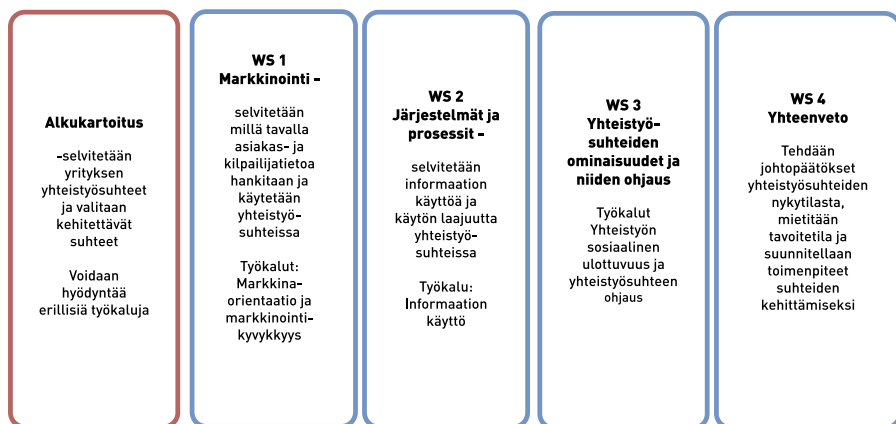 Alkukartoitus
-selvitetään
yrityksen
yhteistyösuhteet
ja valitaan
kehitettävät
suhteet
Voidaan
hyödyntää
erillisiä työkaluja
WS 1
Markkinointi -
selvitetään
millä tavalla
asiakas- ja
kilpailijatietoa
hankitaan ja
käytetään
yhteistyö-
suhteissa
Työkalut:
Markkina-
orientaatio ja
markkinointi-
kyvykkyys
WS 2
Järjestelmät ja
prosessit -
selvitetään
informaation
käyttöä ja
käytön laajuutta
yhteistyö-
suhteissa
Työkalu:
Informaation
käyttö
WS 3
Yhteistyö-
suhteiden
ominaisuudet ja
niiden ohjaus
Työkalut
Yhteistyön
sosiaalinen
ulottuvuus ja
yhteistyösuhteen
ohjaus
WS 4
Yhteenveto
Tehdään
johtopäätökset
yhteistyösuhteiden
nykytilasta,
mietitään
tavoitetila ja
suunnitellaan
toimenpiteet
suhteiden
kehittämiseksi